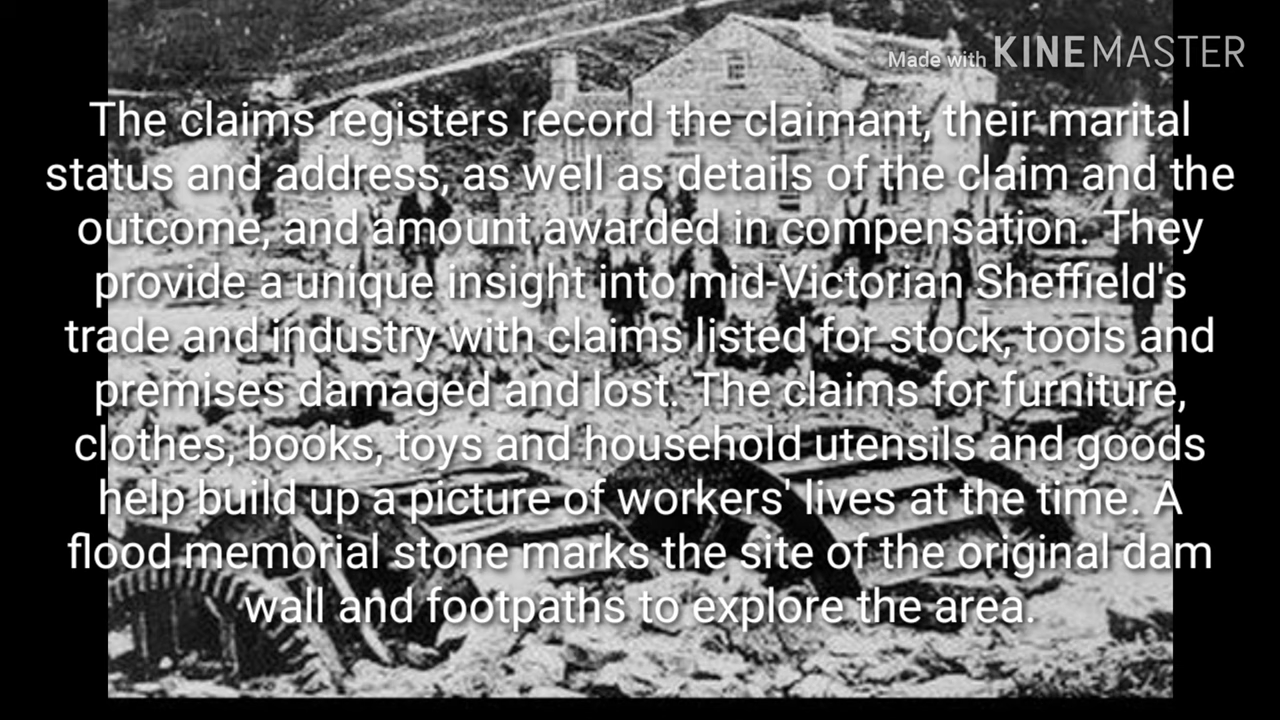 Made with KINEMASTER
The claims registers record the claimant, their marital
status and address, as well as details of the claim and the
outcome, and amount awarded in compensation. They
provide a unique insight into mid-Victorian Sheffield's
trade and industry with claims listed for stock, tools and
premises damaged and lost. The claims for furniture,
clothes, books, toys and household utensils and goods
help build up a picture of workers' lives at the time. A
flood memorial stone marks the site of the original dam
wall and footpaths to explore the area.